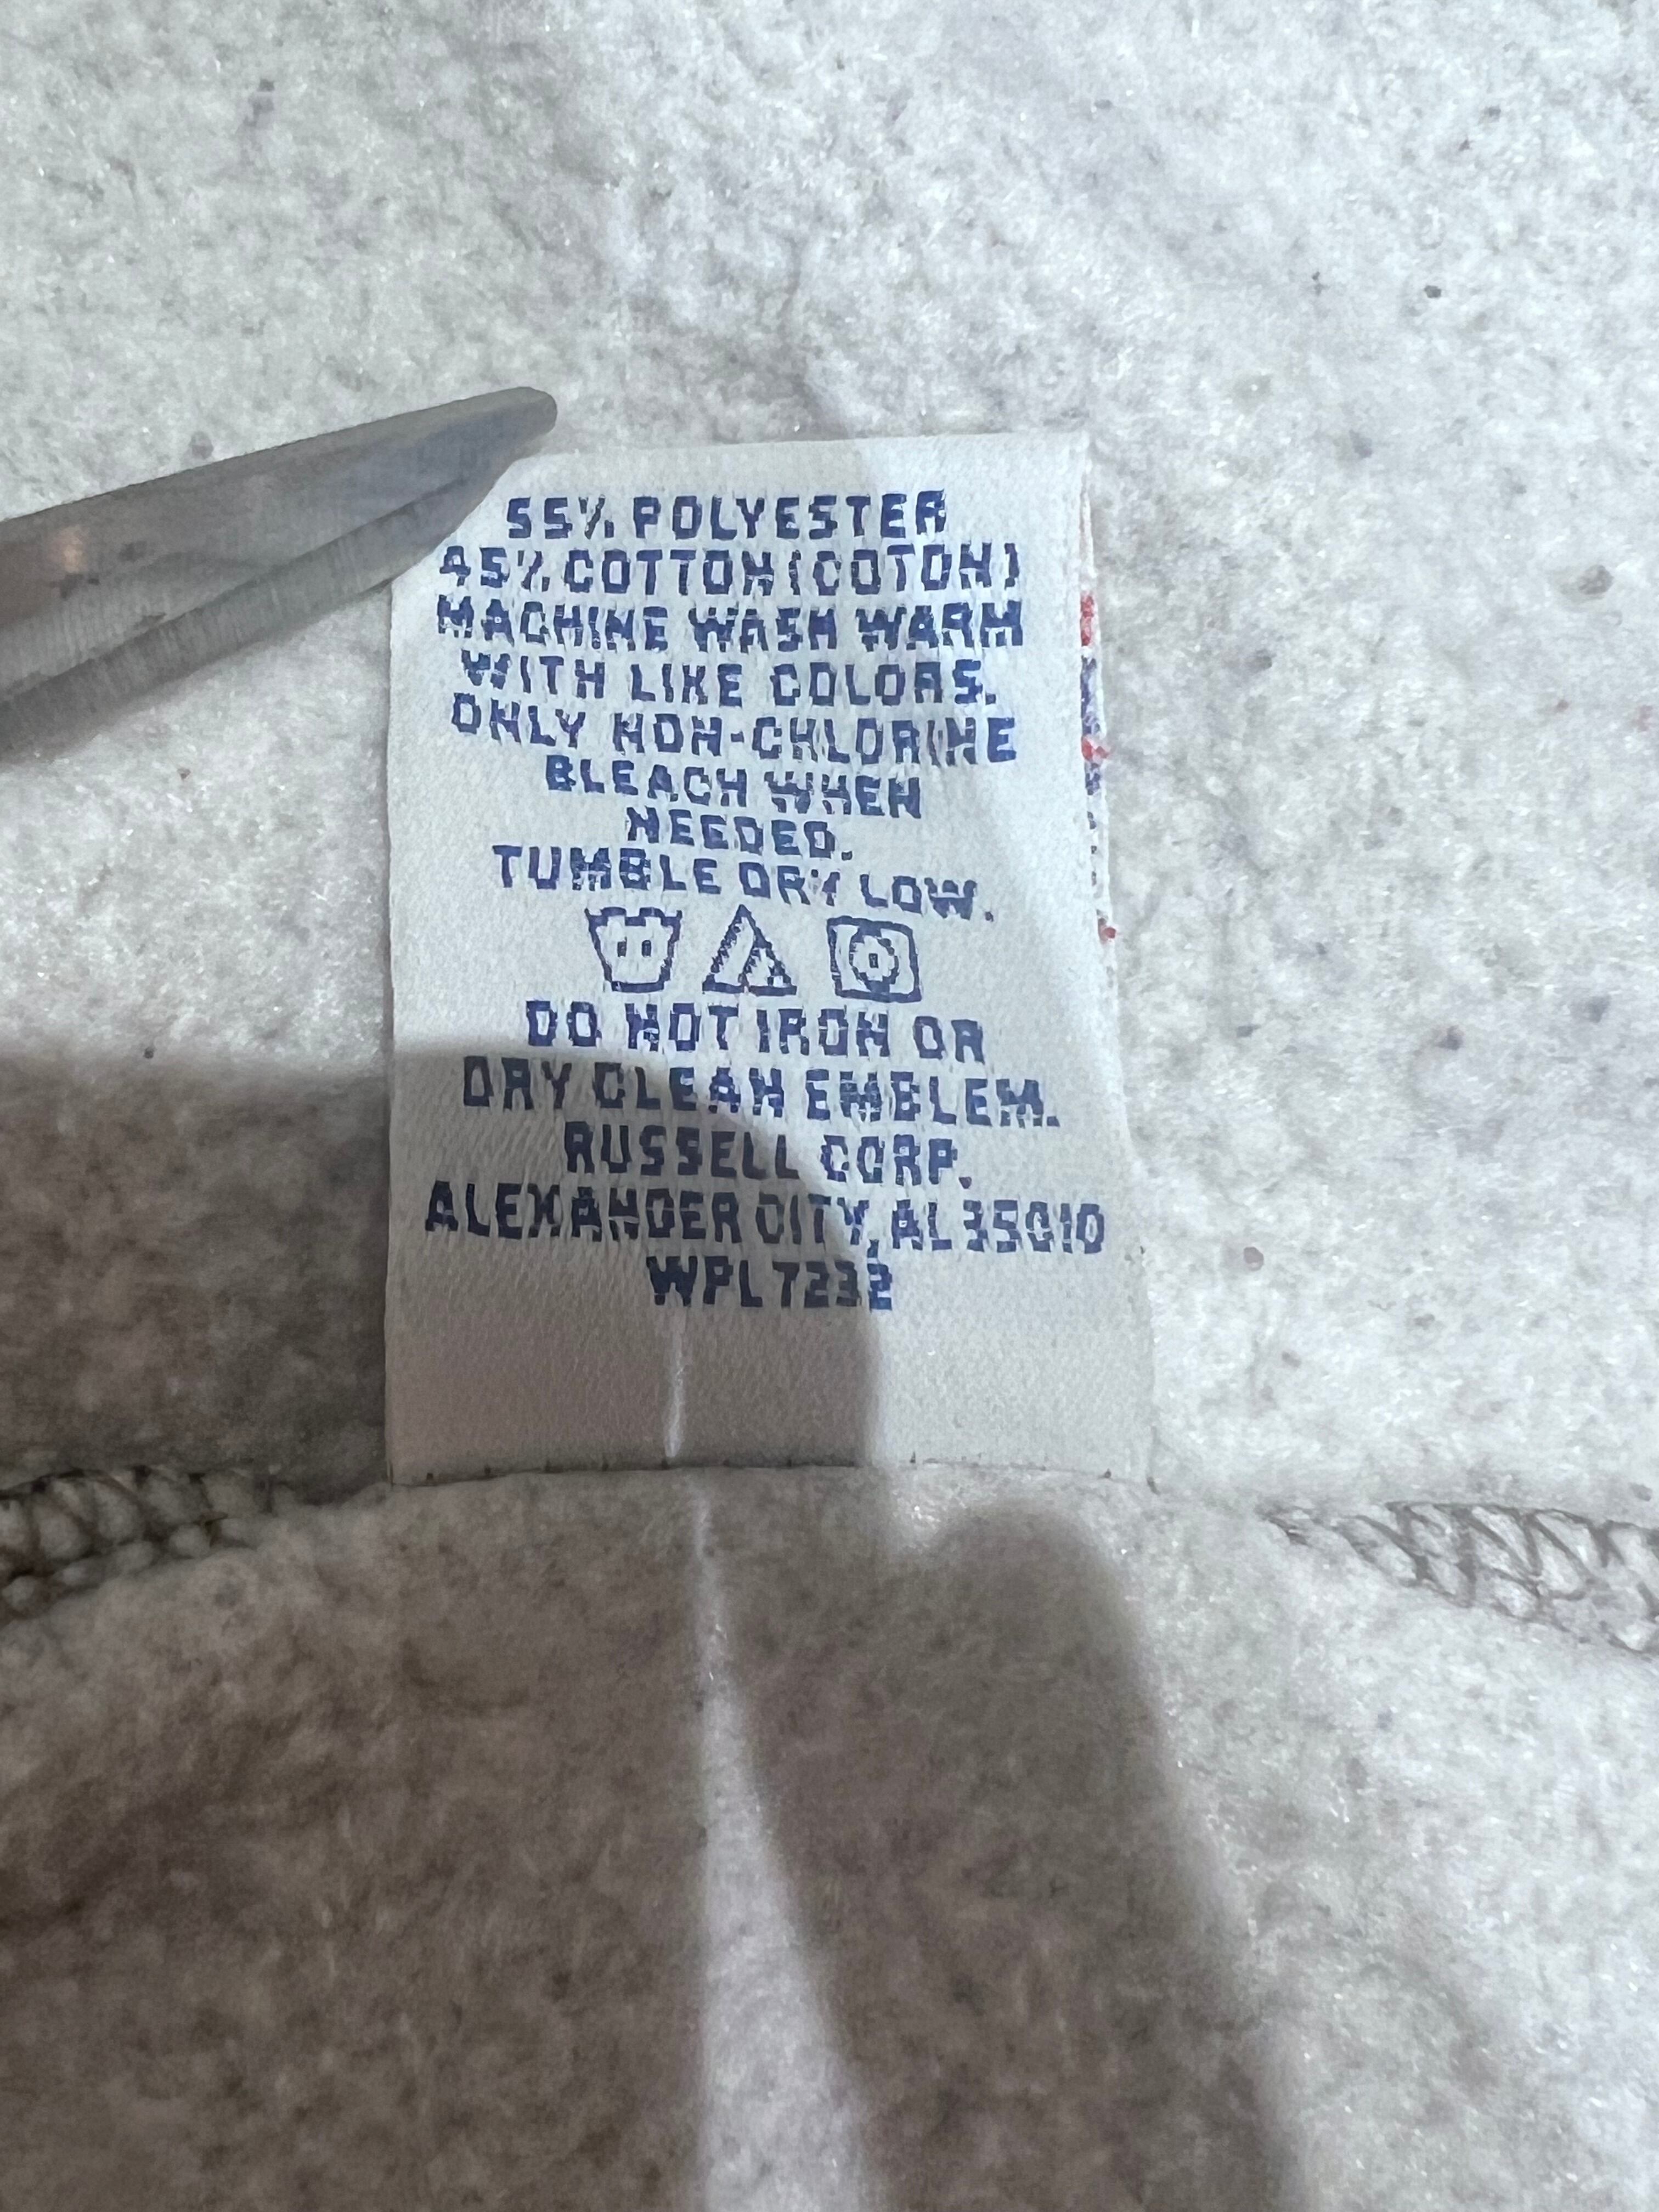 55% POLYESTER
45% COTTON (COTON)
MACHINE WASH WARM
WITH LIKE COLORS.
ONLY NON-CHLORINE
BLEACH WHEN
NEEDED.
TUMBLE DRY LOW.
DO NOT IRON OR
DRY CLEAN EMBLEM.
RUSSELL CORP.
ALEXANDER CITY, AL 35010
WPL 7232